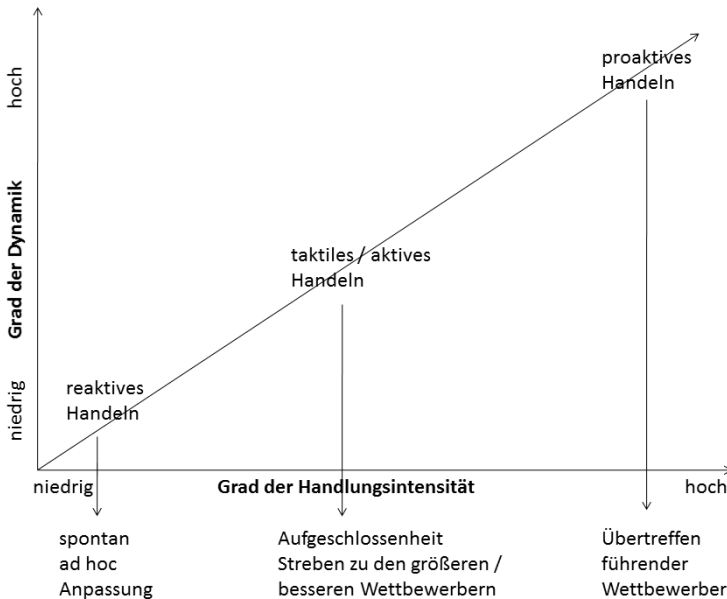 hoch
Grad der Dynamik
niedrig
proaktives
Handeln
taktiles / aktives
Handeln
reaktives
Handeln
niedrig
Grad der Handlungsintensität
hoch
spontan
ad hoc
Anpassung
Aufgeschlossenheit
Streben zu den größeren /
besseren Wettbewerbern
Übertreffen
führender
Wettbewerber